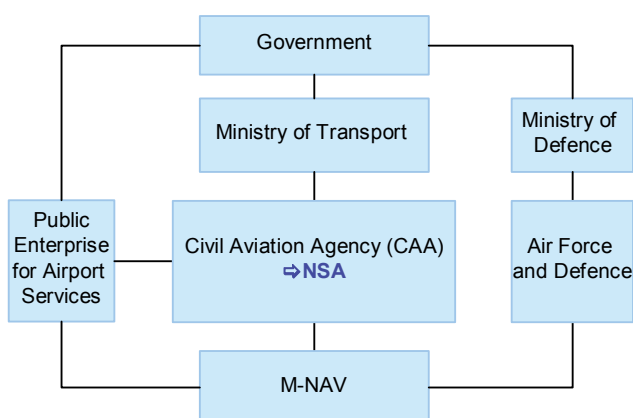 Government
Ministry of Transport
Ministry of
Defence
Public
Enterprise
for Airport
Services
Civil Aviation Agency (CAA)
⇨NSA
Air Force
and Defence
M-NAV